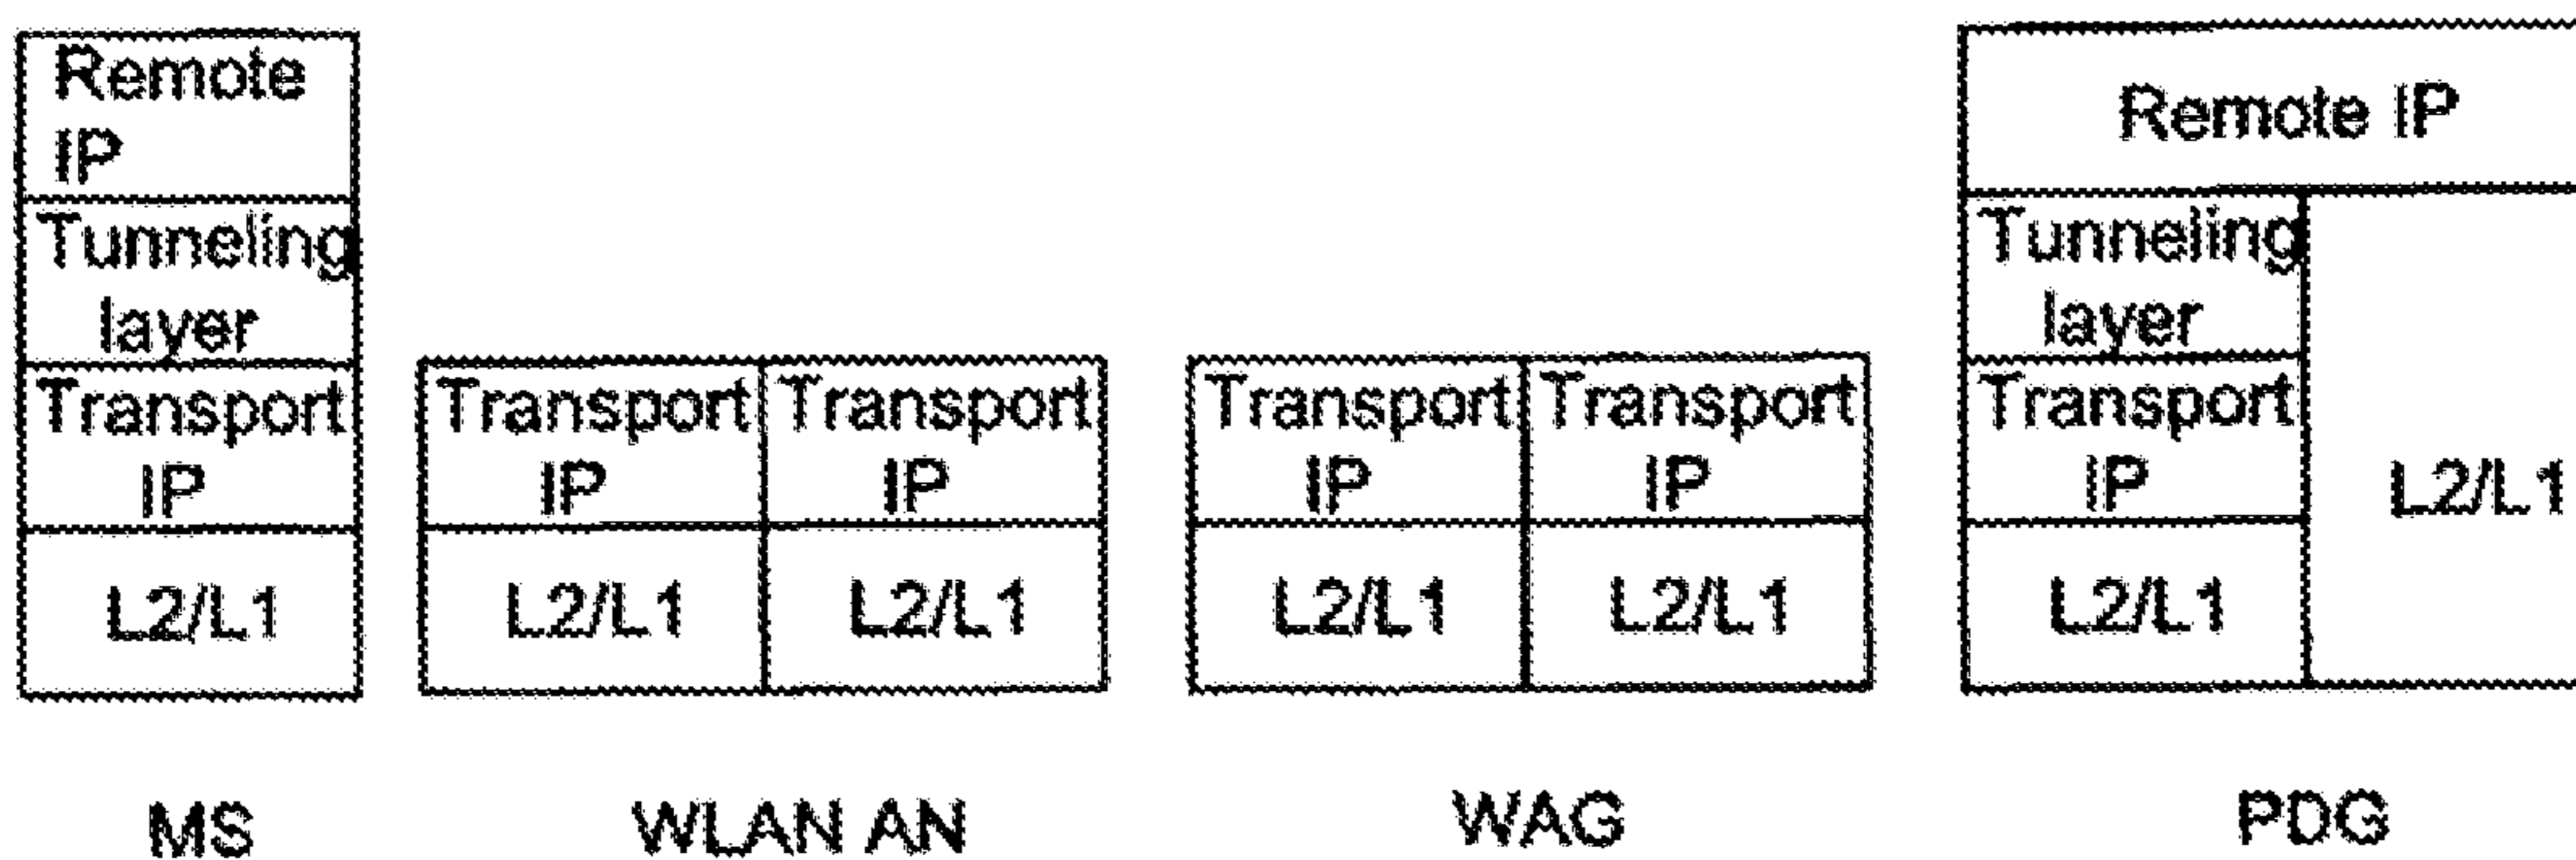 Remote
IP
Tunneling
layer
Transport
IP
L2/L1
MS
Transport
IP
Transport
IP
L2/L1
L2/L1
WLAN AN
Transport
IP
Transport
IP
L2/L1
L2/L1
WAG
Remote IP
Tunneling
layer
Transport
IP
L2/L1
L2/L1
PDG